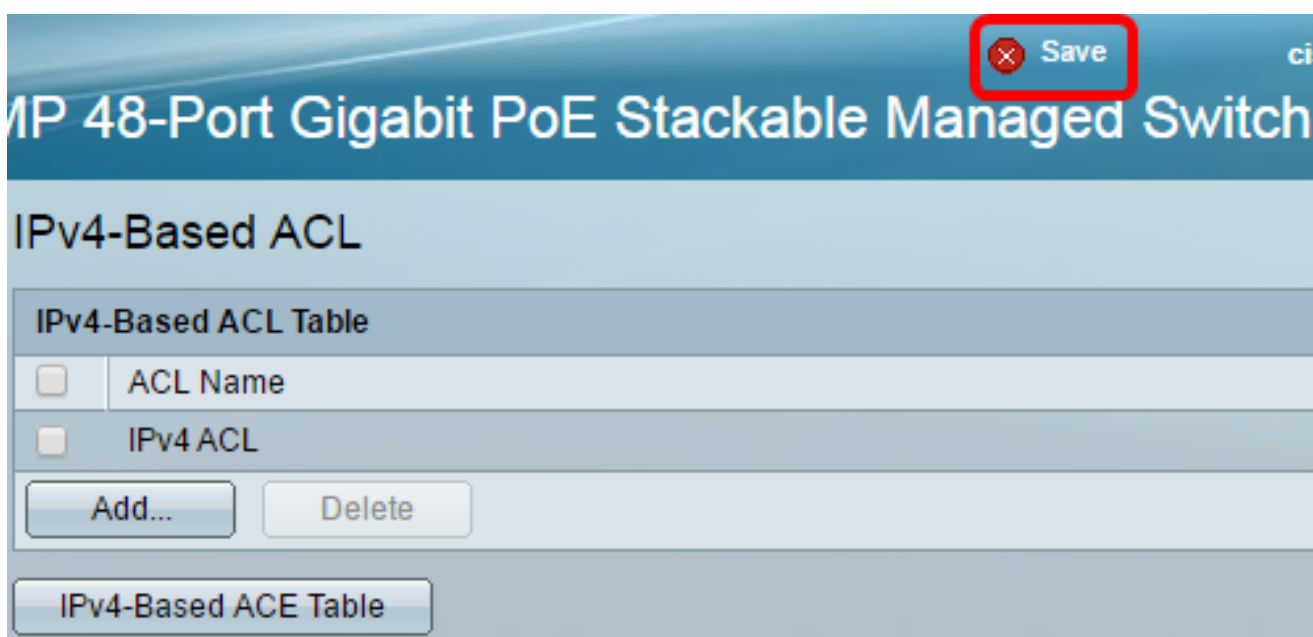 Save
MP 48-Port Gigabit PoE Stackable Managed Switch
IPv4-Based ACL
IPv4-Based ACL Table
ACL Name
IPv4 ACL
Add... Delete
IPv4-Based ACE Table